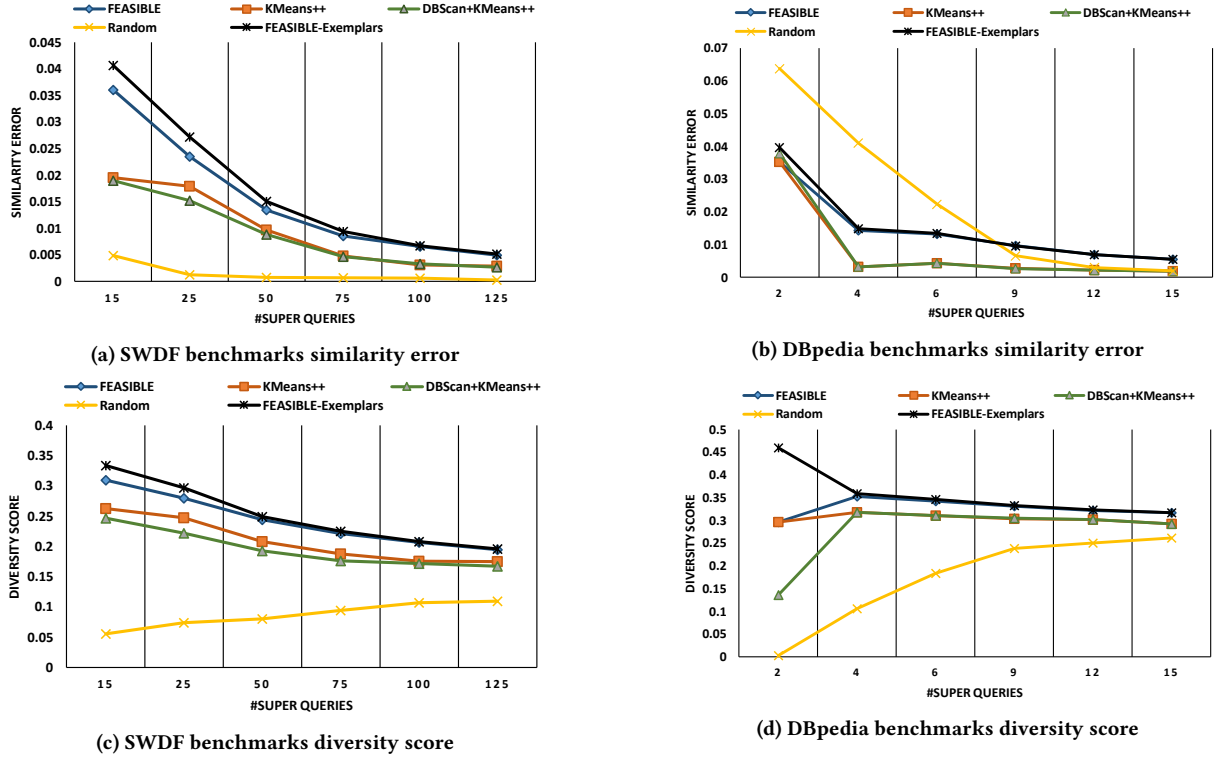 FEASIBLE KMeans++ DBScan+KMeans++
Random FEASIBLE-Exemplars
0.045
0.04
0.035
0.03
0.025
0.02
0.015
0.01
0.005
0
SIMILARITY ERROR
15 25 50 75 100 125
#SUPER QUERIES
(a) SWDF benchmarks similarity error
FEASIBLE KMeans++ DBScan+KMeans++
Random FEASIBLE-Exemplars
0.07
0.06
0.05
0.04
0.03
0.02
0.01
0
SIMILARITY ERROR
2 4 6 9 12 15
#SUPER QUERIES
(b) DBpedia benchmarks similarity error
FEASIBLE KMeans++ DBScan+KMeans++
Random FEASIBLE-Exemplars
0.4
0.35
0.3
0.25
0.2
0.15
0.1
0.05
0
DIVERSITY SCORE
15 25 50 75 100 125
#SUPER QUERIES
(c) SWDF benchmarks diversity score
FEASIBLE KMeans++ DBScan+KMeans++
Random FEASIBLE-Exemplars
0.5
0.45
0.4
0.35
0.3
0.25
0.2
0.15
0.1
0.05
0
DIVERSITY SCORE
2 4 6 9 12 15
#SUPER QUERIES
(d) DBpedia benchmarks diversity score